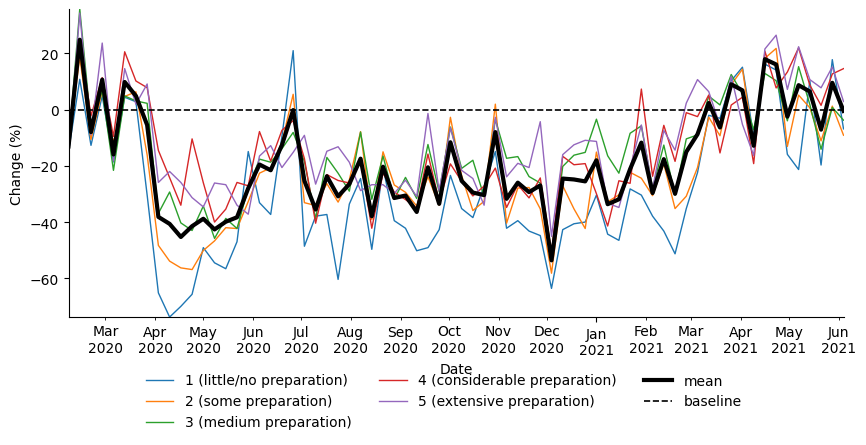 20
0
−20
−40
−60
Change (%)
Mar Apr May Jun Jul Aug Sep Oct Nov Dec Jan Feb Mar Apr May Jun
2020 2020 2020 2020 2020 2020 2020 2020 2020 2020 2021 2021 2021 2021 2021 2021
Date
1 (little/no preparation) 4 (considerable preparation) mean
2 (some preparation) 5 (extensive preparation) baseline
3 (medium preparation)